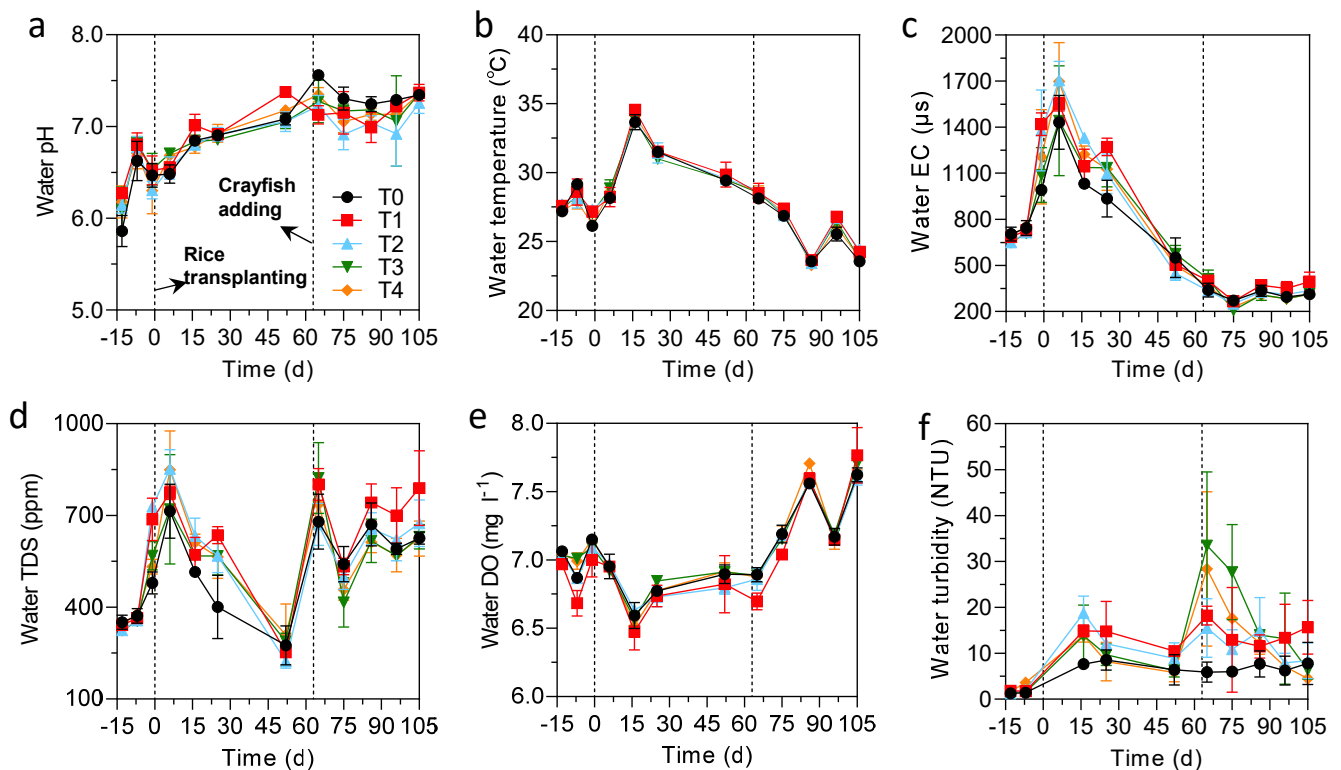 a
Water pH
8.0
7.0
6.0
5.0
-15 0 15 30 45 60 75 90 105
Time (d)
Crayfish
adding
Rice
transplanting
T0
T1
T2
T3
T4
b
Water temperature (°C)
40
35
30
25
20
-15 0 15 30 45 60 75 90 105
Time (d)
c
Water EC (µs)
2000
1700
1400
1100
800
500
200
-15 0 15 30 45 60 75 90 105
Time (d)
d
Water TDS (ppm)
1000
700
400
100
-15 0 15 30 45 60 75 90 105
Time (d)
e
Water DO (mg l⁻¹)
8.0
7.5
7.0
6.5
6.0
-15 0 15 30 45 60 75 90 105
Time (d)
f
Water turbidity (NTU)
60
50
40
30
20
10
0
-15 0 15 30 45 60 75 90 105
Time (d)